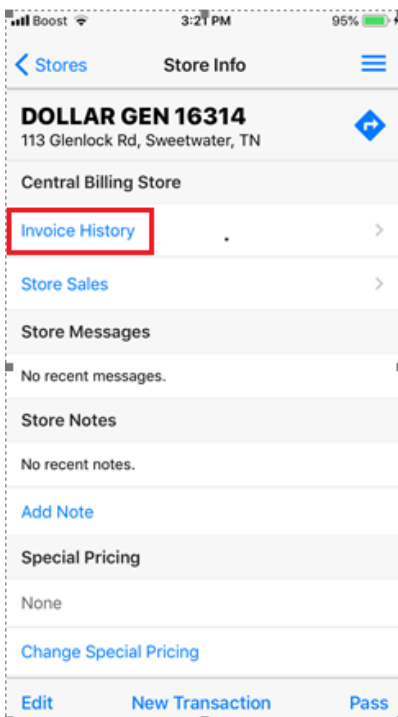 Boost 3:21 PM 95%
Stores Store Info
DOLLAR GEN 16314
113 Glenlock Rd, Sweetwater, TN
Central Billing Store
Invoice History
Store Sales
Store Messages
No recent messages.
Store Notes
No recent notes.
Add Note
Special Pricing
None
Change Special Pricing
Edit New Transaction Pass